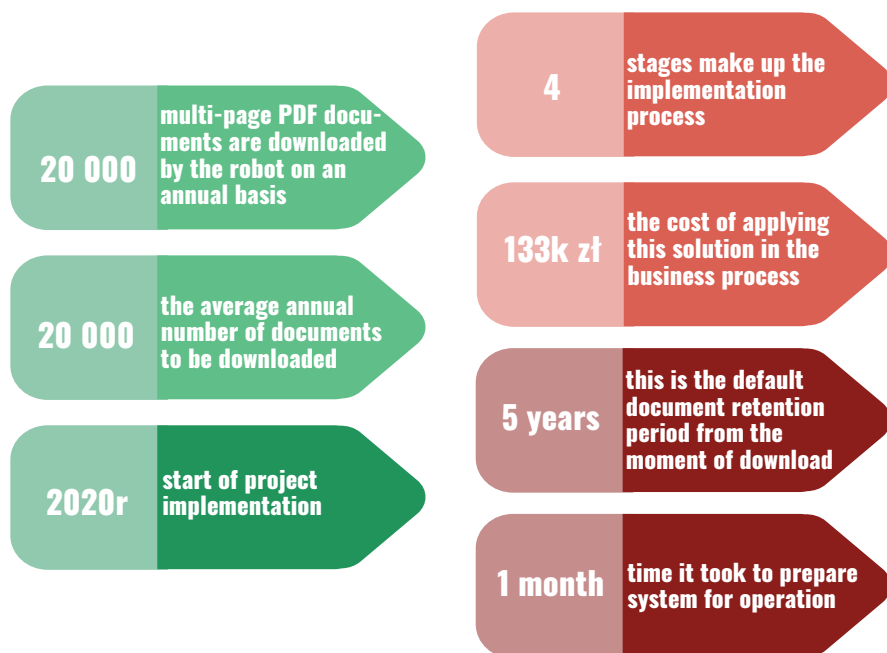 20 000
multi-page PDF docu-
ments are downloaded
by the robot on an
annual basis
20 000
the average annual
number of documents
to be downloaded
2020r
start of project
implementation
4
stages make up the
implementation
process
133k zł
the cost of applying
this solution in the
business process
5 years
this is the default
document retention
period from the
moment of download
1 month
time it took to prepare
system for operation